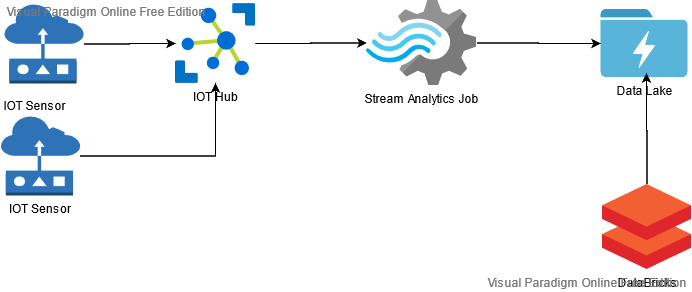 Visual Paradigm Online Free Edition
IOT Sensor
IOT Hub
Stream Analytics Job
Data Lake
IOT Sensor
DataBricks
Visual Paradigm Online Free Edition